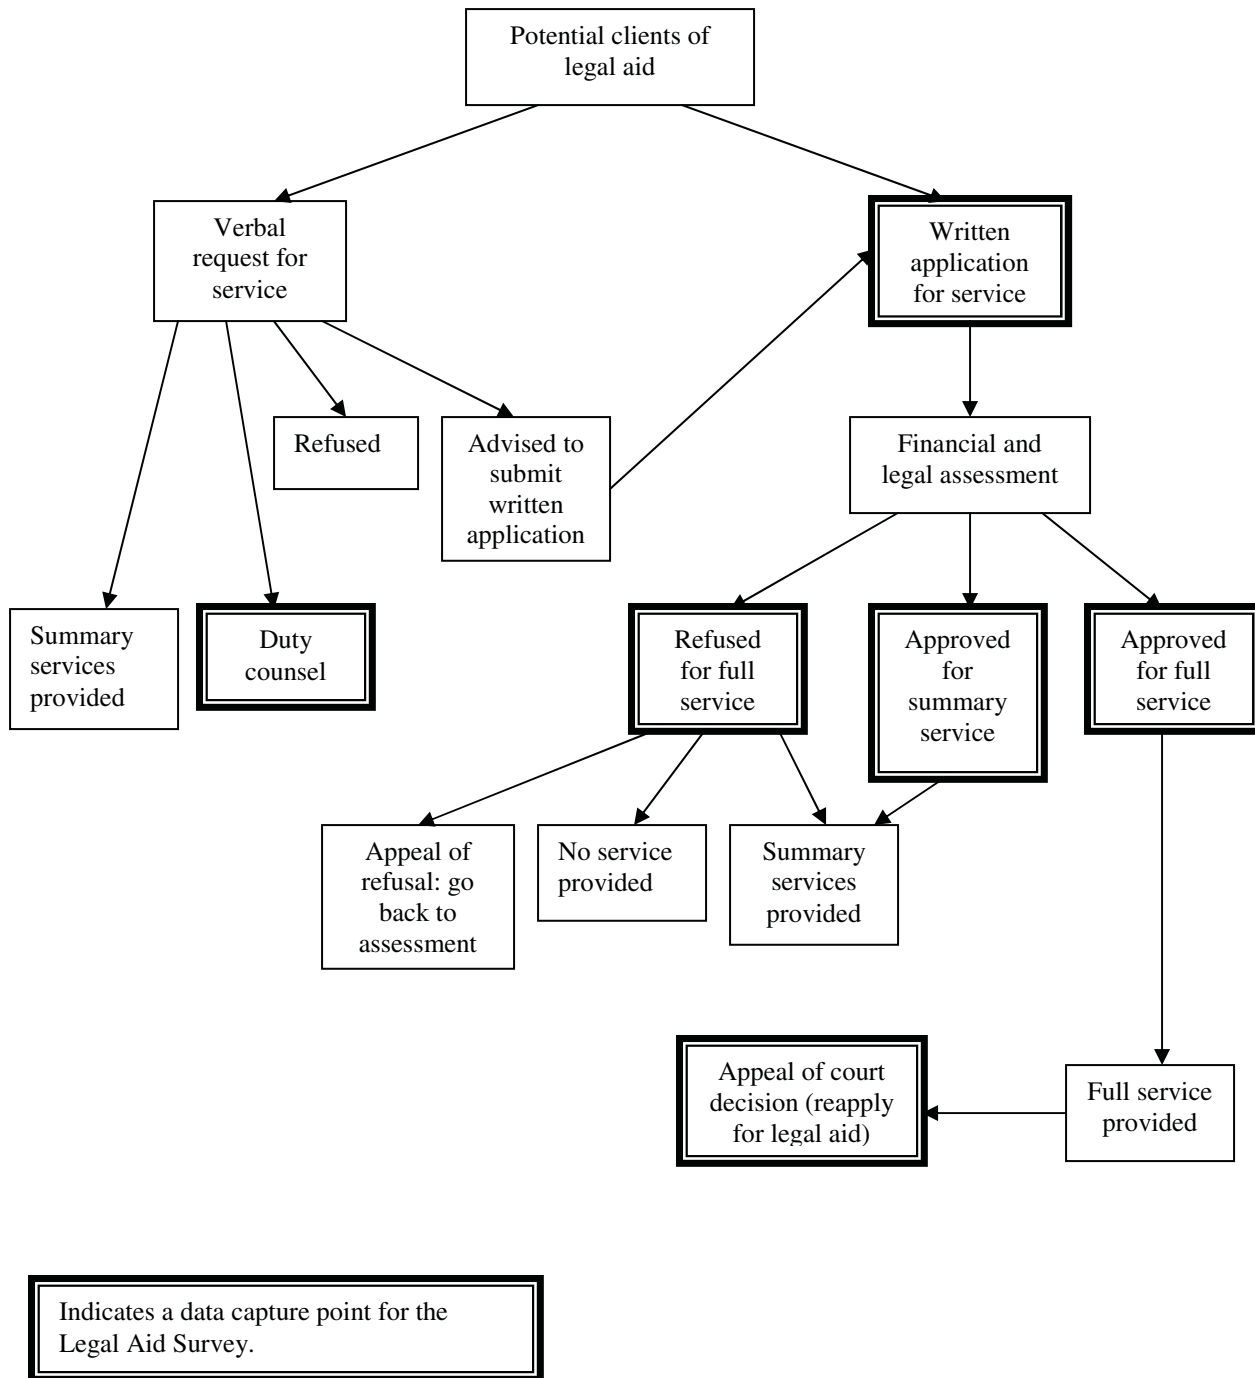 Potential clients of
legal aid
Verbal
request for
service
Written
application
for service
Refused
Advised to
submit
written
application
Financial and
legal assessment
Summary
services
provided
Duty
counsel
Refused
for full
service
Approved
for
summary
service
Approved
for full
service
Appeal of
refusal: go
back to
assessment
No service
provided
Summary
services
provided
Appeal of court
decision (reapply
for legal aid)
Full service
provided
Indicates a data capture point for the
Legal Aid Survey.